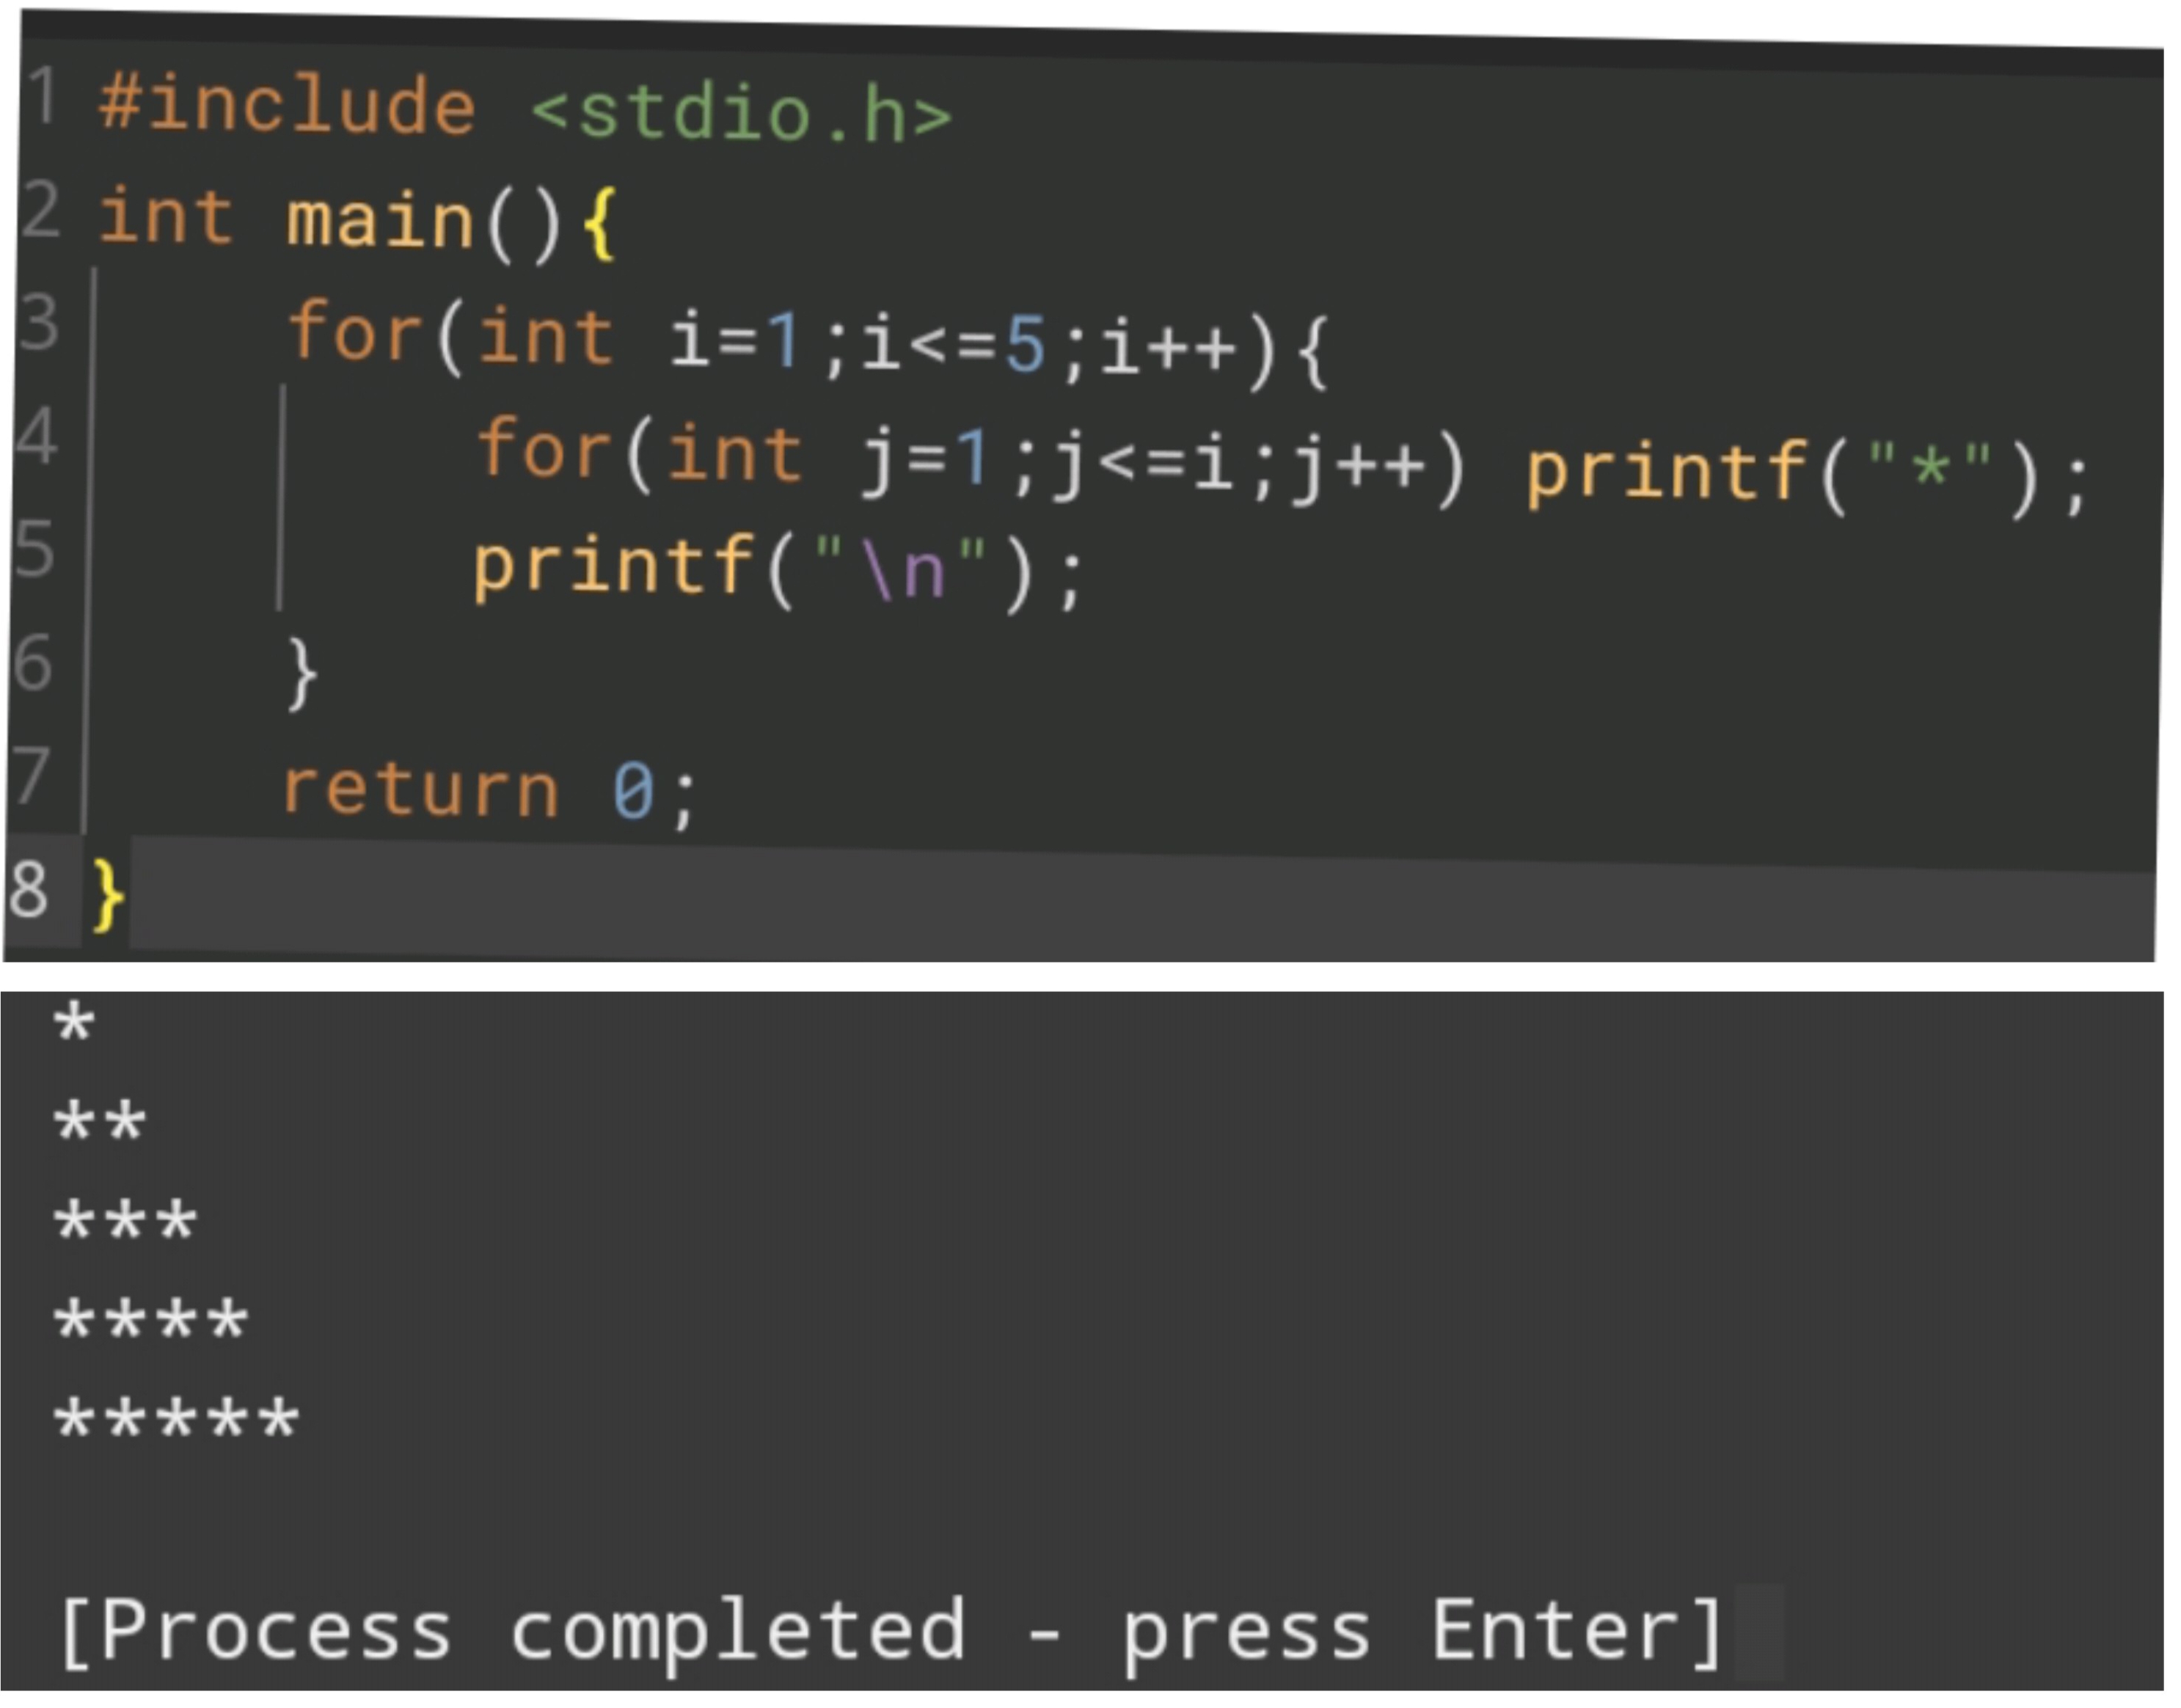 1 #include <stdio.h>
2 int main(){
3     for(int i=1;i<=5;i++){
4         for(int j=1;j<=i;j++) printf("*");
5         printf("\n");
6     }
7     return 0;
8 }
*
**
***
****
*****
[Process completed - press Enter]